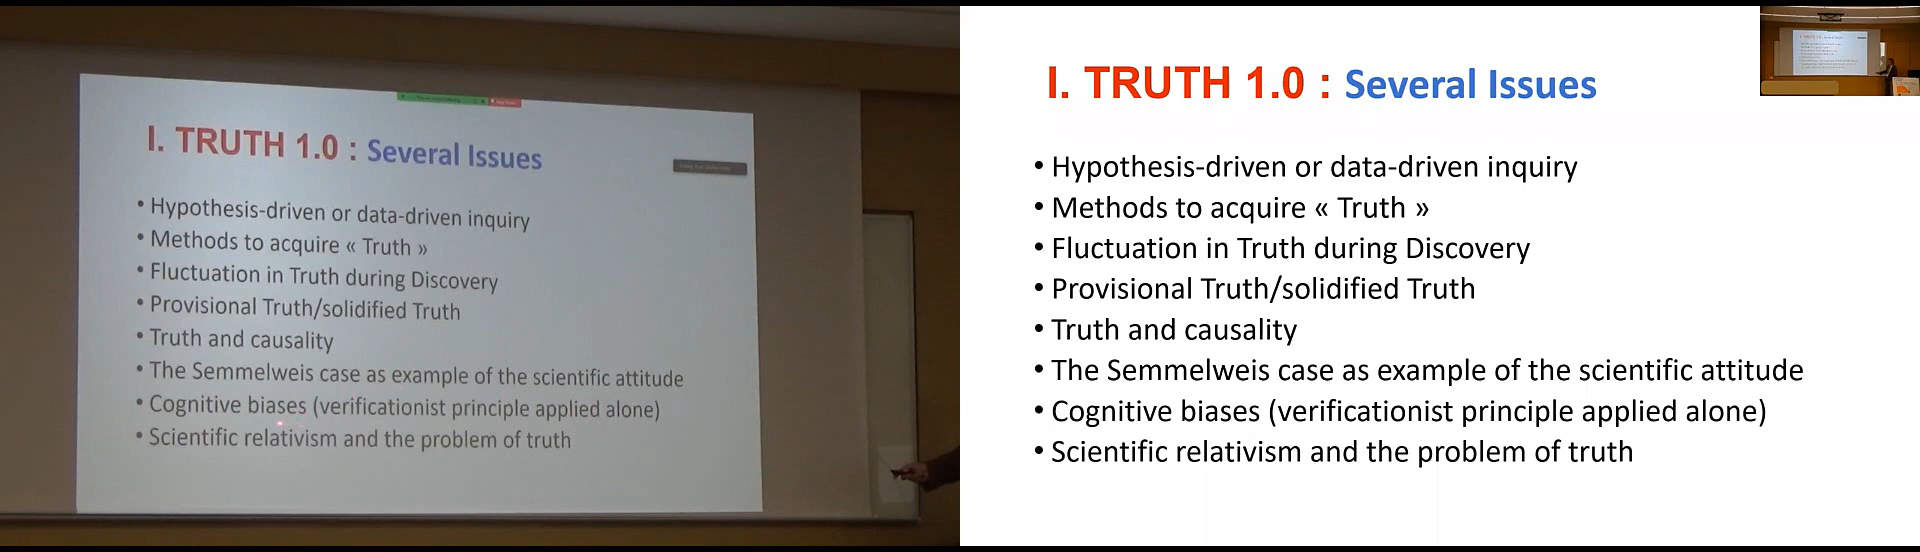 I. TRUTH 1.0 : Several Issues
• Hypothesis-driven or data-driven inquiry
• Methods to acquire « Truth »
• Fluctuation in Truth during Discovery
• Provisional Truth/solidified Truth
• Truth and causality
• The Semmelweis case as example of the scientific attitude
• Cognitive biases (verificationist principle applied alone)
• Scientific relativism and the problem of truth
I. TRUTH 1.0 : Several Issues
• Hypothesis-driven or data-driven inquiry
• Methods to acquire « Truth »
• Fluctuation in Truth during Discovery
• Provisional Truth/solidified Truth
• Truth and causality
• The Semmelweis case as example of the scientific attitude
• Cognitive biases (verificationist principle applied alone)
• Scientific relativism and the problem of truth